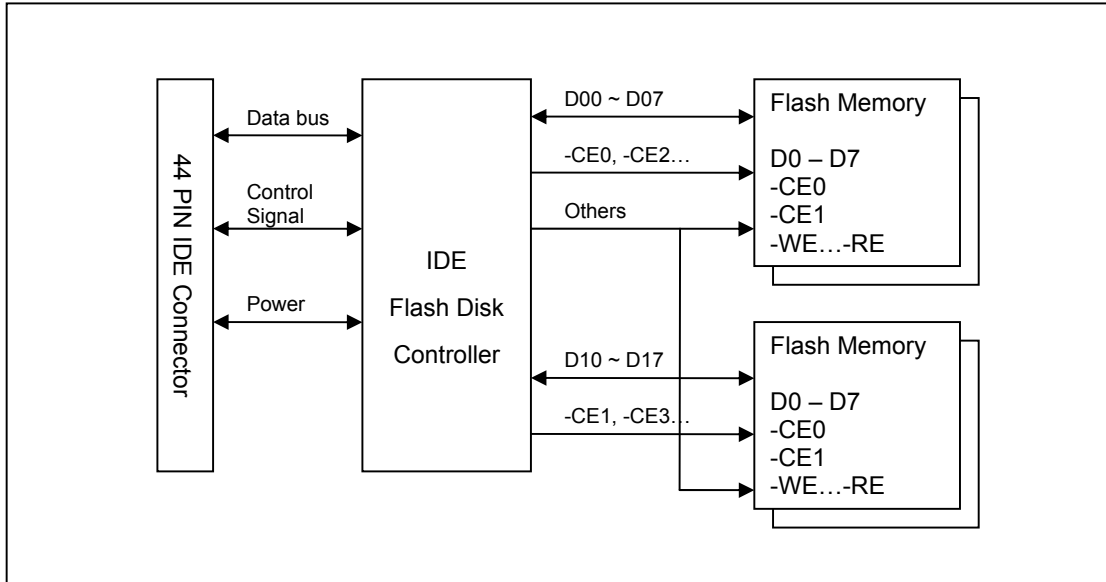 44 PIN IDE Connector
Data bus
Control
Signal
Power
IDE
Flash Disk
Controller
D00 ~ D07
-CE0, -CE2…
Others
D10 ~ D17
-CE1, -CE3…
Flash Memory
D0 – D7
-CE0
-CE1
-WE…-RE
Flash Memory
D0 – D7
-CE0
-CE1
-WE…-RE